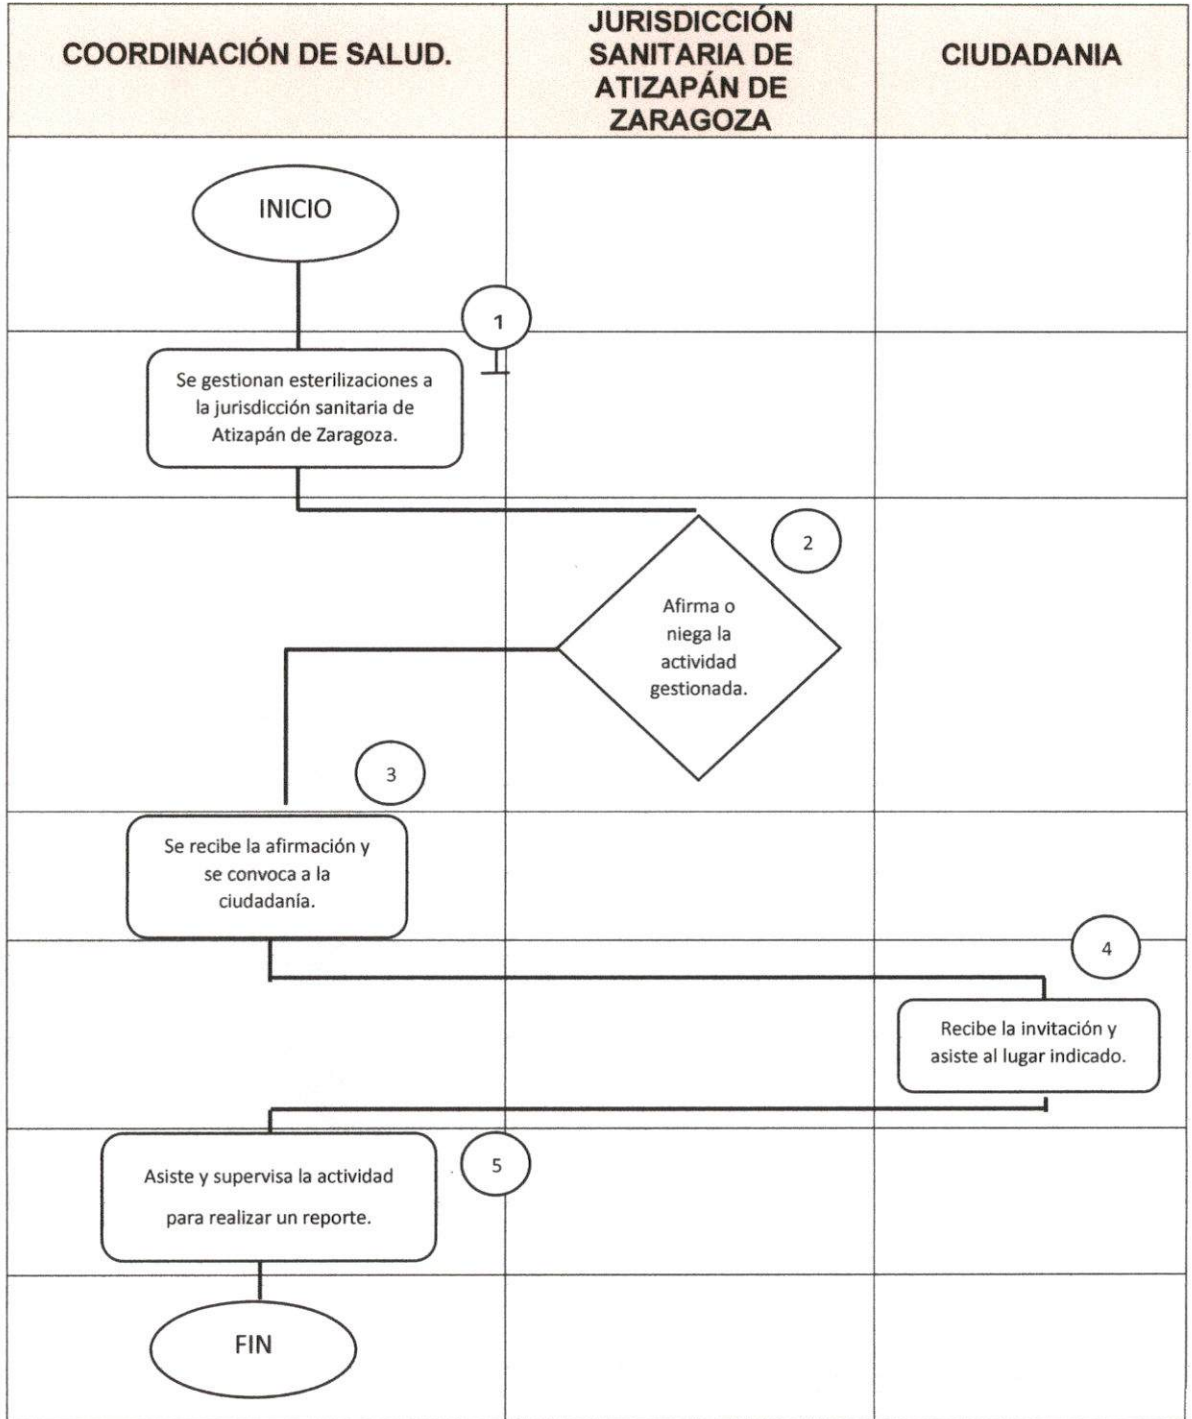 COORDINACIÓN DE SALUD.
JURISDICCIÓN
SANITARIA DE
ATIZAPÁN DE
ZARAGOZA
CIUDADANIA
INICIO
1
Se gestionan esterilizaciones a
la jurisdicción sanitaria de
Atizapán de Zaragoza.
2
Afirma o
niega la
actividad
gestionada.
3
Se recibe la afirmación y
se convoca a la
ciudadanía.
4
Recibe la invitación y
asiste al lugar indicado.
5
Asiste y supervisa la actividad
para realizar un reporte.
FIN